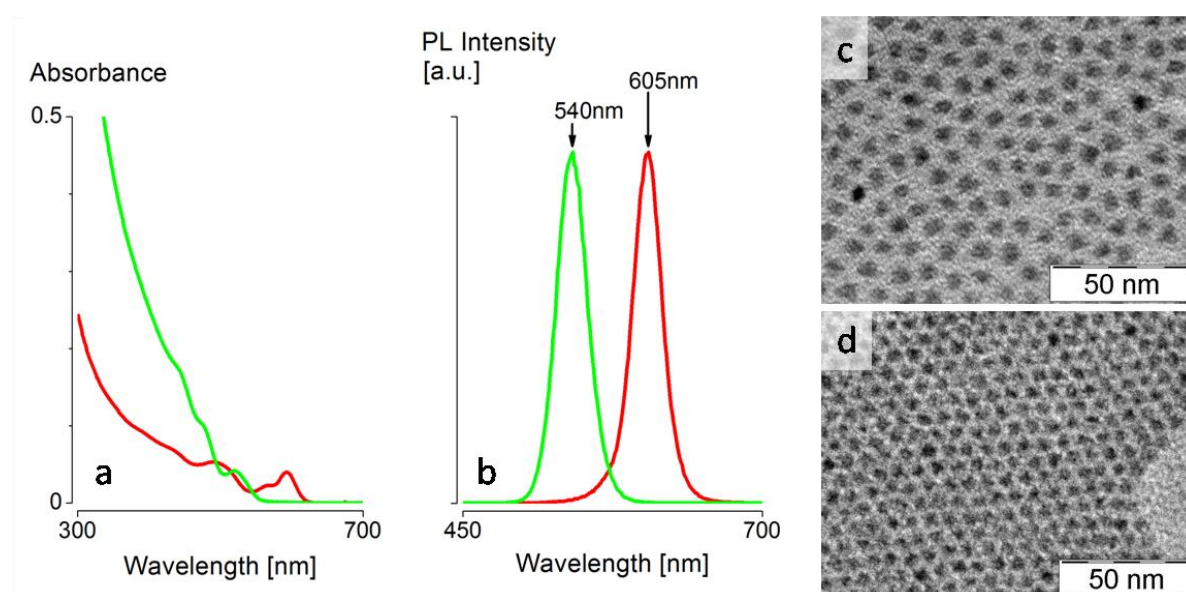 Absorbance
0.5
0
300
700
Wavelength [nm]
a
PL Intensity
[a.u.]
540nm
605nm
b
450
700
Wavelength [nm]
c
50 nm
d
50 nm